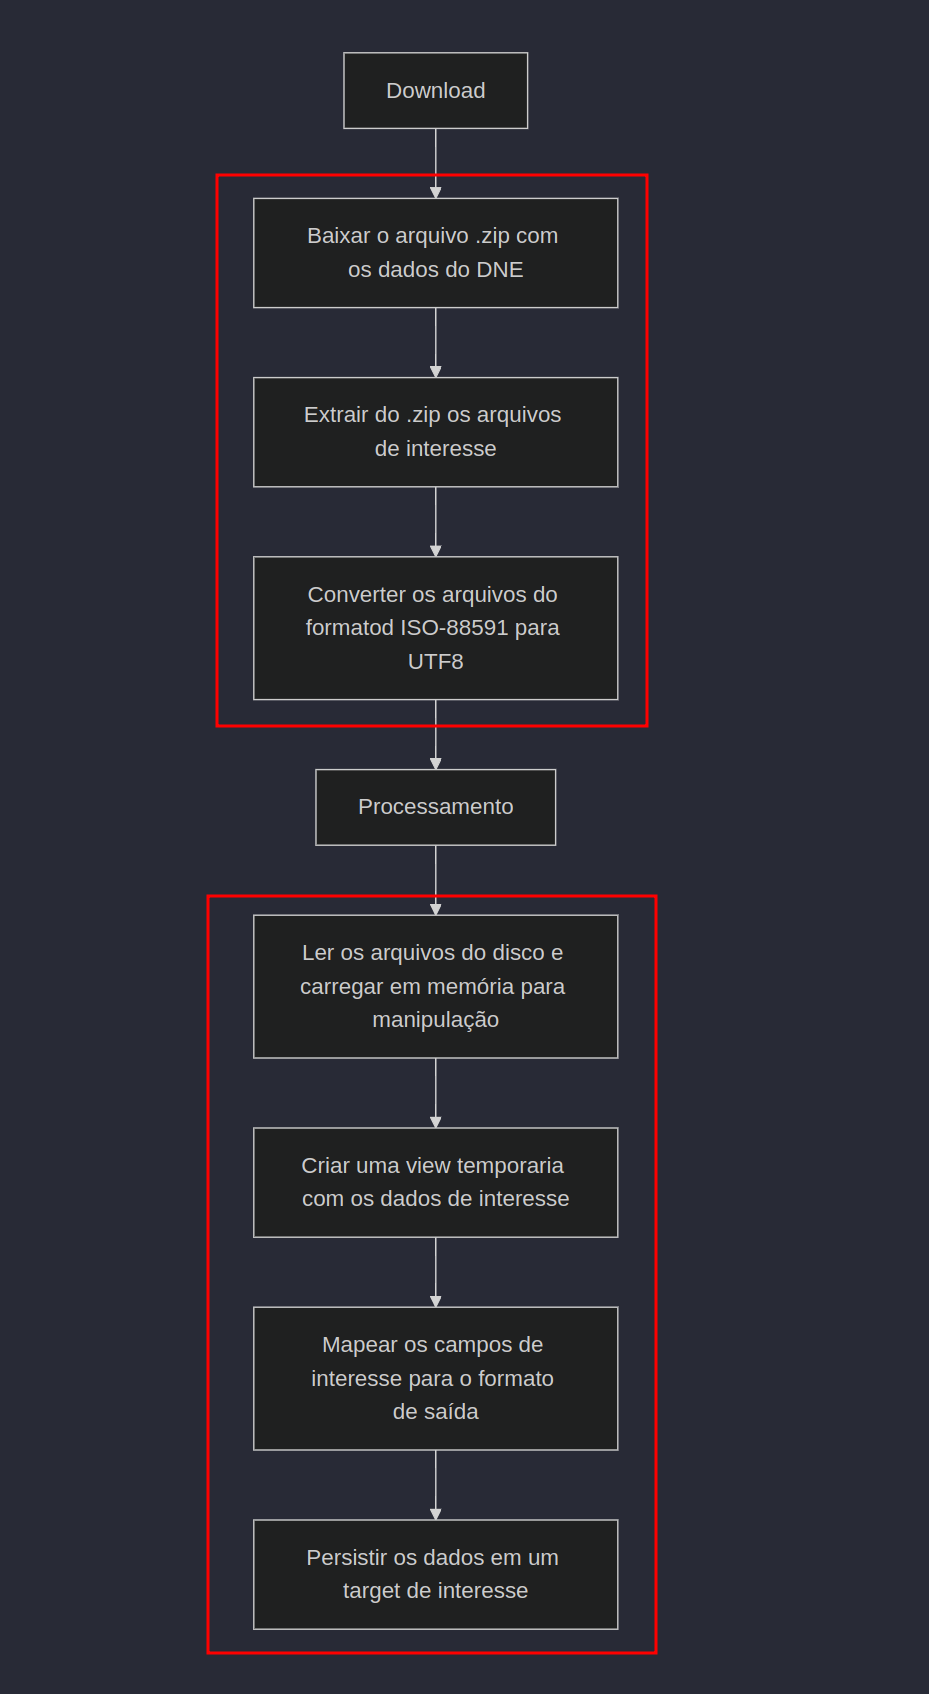 Download
Baixar o arquivo .zip com
os dados do DNE
Extrair do .zip os arquivos
de interesse
Converter os arquivos do
formatod ISO-88591 para
UTF8
Processamento
Ler os arquivos do disco e
carregar em memória para
manipulação
Criar uma view temporaria
com os dados de interesse
Mapear os campos de
interesse para o formato
de saída
Persistir os dados em um
target de interesse